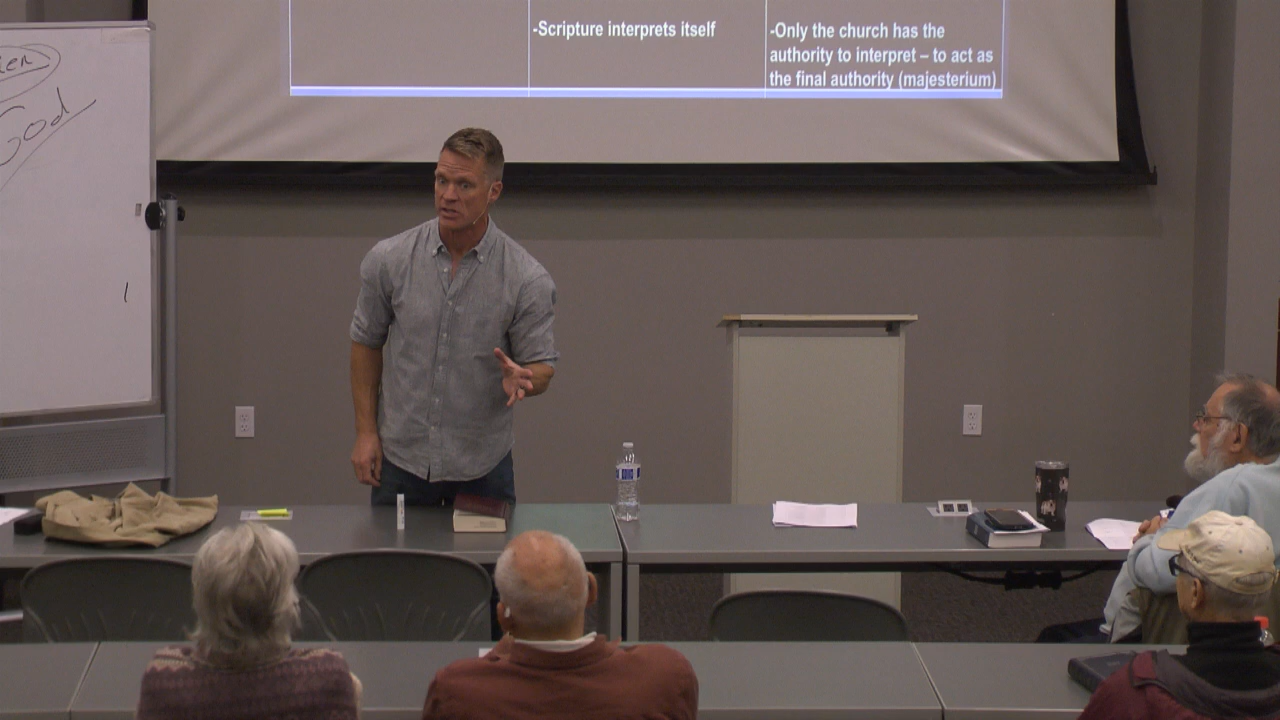 God
-Scripture interprets itself
-Only the church has the
authority to interpret – to act as
the final authority (majesterium)